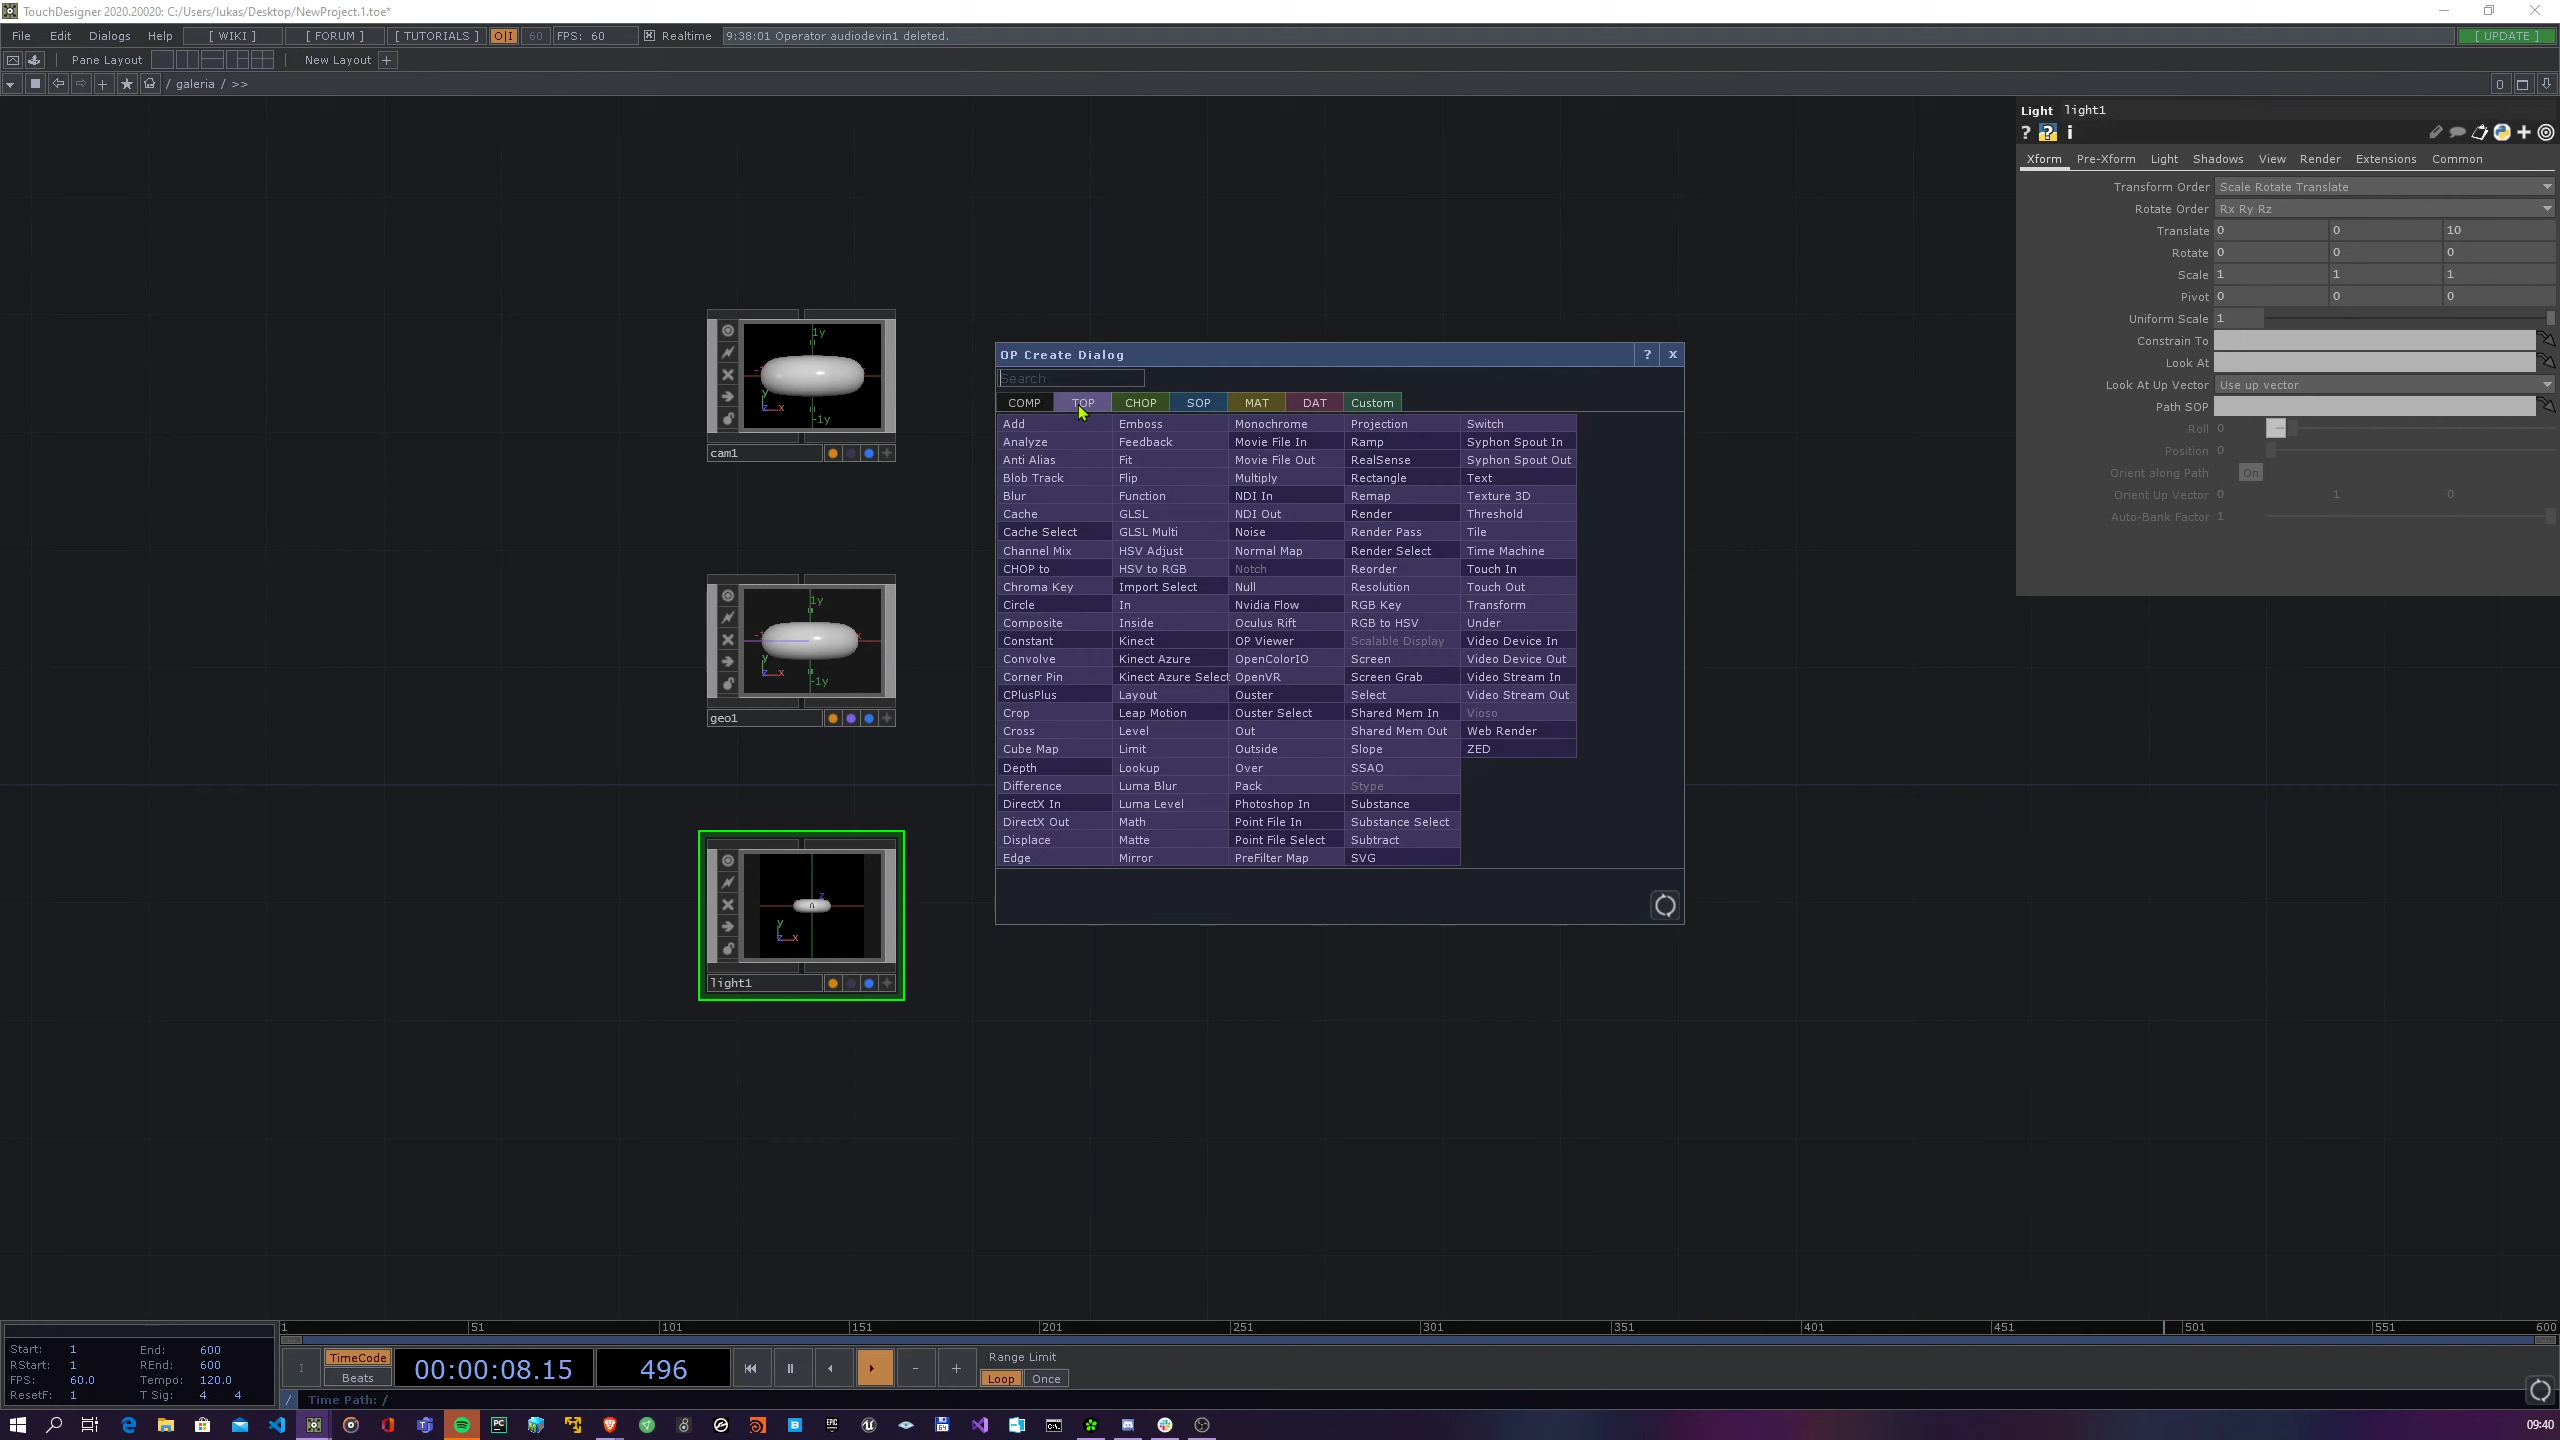 TouchDesigner 2020.20020: C:/Users/lukas/Desktop/NewProject.1.toe*
File Edit Dialogs Help [ WIKI ] [ FORUM ] [ TUTORIALS ] O|I 60 FPS: 60 Realtime 9:38:01 Operator audiodevin1 deleted. [ UPDATE ]
Pane Layout New Layout +
/ galeria / >> 0
Light light1
? ? i
Xform Pre-Xform Light Shadows View Render Extensions Common
Transform Order Scale Rotate Translate
Rotate Order Rx Ry Rz
Translate 0 0 10
Rotate 0 0 0
Scale 1 1 1
Pivot 0 0 0
Uniform Scale 1
Constrain To
Look At
Look At Up Vector Use up vector
Path SOP
Roll 0
Position 0
Orient along Path On
Orient Up Vector 0 1 0
Auto-Bank Factor 1
1y
-1y
y
z x
cam1
1y
-1y
y
z x
geo1
z
y
z x
light1
OP Create Dialog ? x
Search
COMP TOP CHOP SOP MAT DAT Custom
Add Emboss Monochrome Projection Switch
Analyze Feedback Movie File In Ramp Syphon Spout In
Anti Alias Fit Movie File Out RealSense Syphon Spout Out
Blob Track Flip Multiply Rectangle Text
Blur Function NDI In Remap Texture 3D
Cache GLSL NDI Out Render Threshold
Cache Select GLSL Multi Noise Render Pass Tile
Channel Mix HSV Adjust Normal Map Render Select Time Machine
CHOP to HSV to RGB Notch Reorder Touch In
Chroma Key Import Select Null Resolution Touch Out
Circle In Nvidia Flow RGB Key Transform
Composite Inside Oculus Rift RGB to HSV Under
Constant Kinect OP Viewer Scalable Display Video Device In
Convolve Kinect Azure OpenColorIO Screen Video Device Out
Corner Pin Kinect Azure Select OpenVR Screen Grab Video Stream In
CPlusPlus Layout Ouster Select Video Stream Out
Crop Leap Motion Ouster Select Shared Mem In Vioso
Cross Level Out Shared Mem Out Web Render
Cube Map Limit Outside Slope ZED
Depth Lookup Over SSAO
Difference Luma Blur Pack Stype
DirectX In Luma Level Photoshop In Substance
DirectX Out Math Point File In Substance Select
Displace Matte Point File Select Subtract
Edge Mirror PreFilter Map SVG
1 51 101 151 201 251 301 351 401 451 501 551 600
Start: 1 End: 600
RStart: 1 REnd: 600
FPS: 60.0 Tempo: 120.0
ResetF: 1 T Sig: 4 4
TimeCode
Beats
00:00:08.15 496
- +
Range Limit
Loop Once
/ Time Path: /
09:40